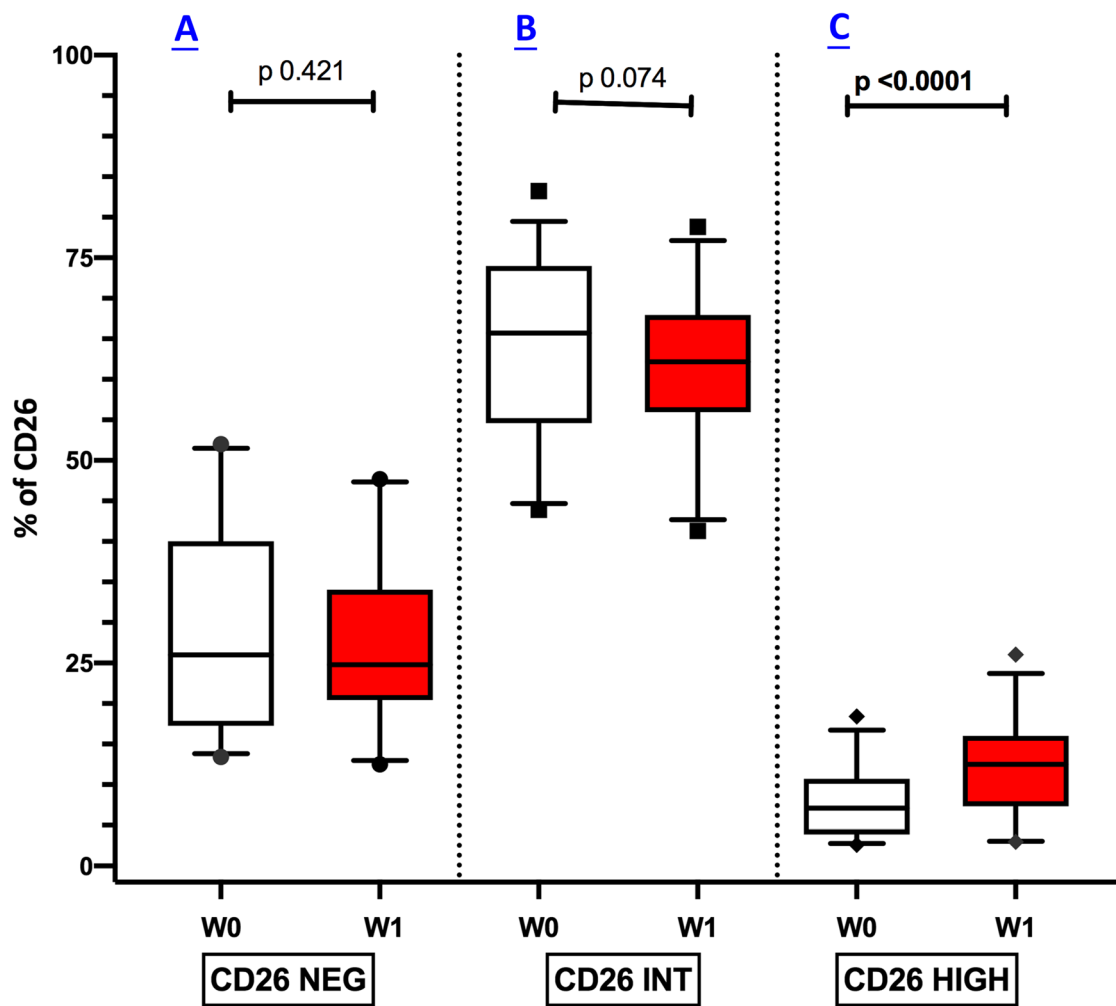 A B C
p 0.421 p 0.074 p <0.0001
100
75
50
25
0
% of CD26
W0 W1 W0 W1 W0 W1
CD26 NEG CD26 INT CD26 HIGH